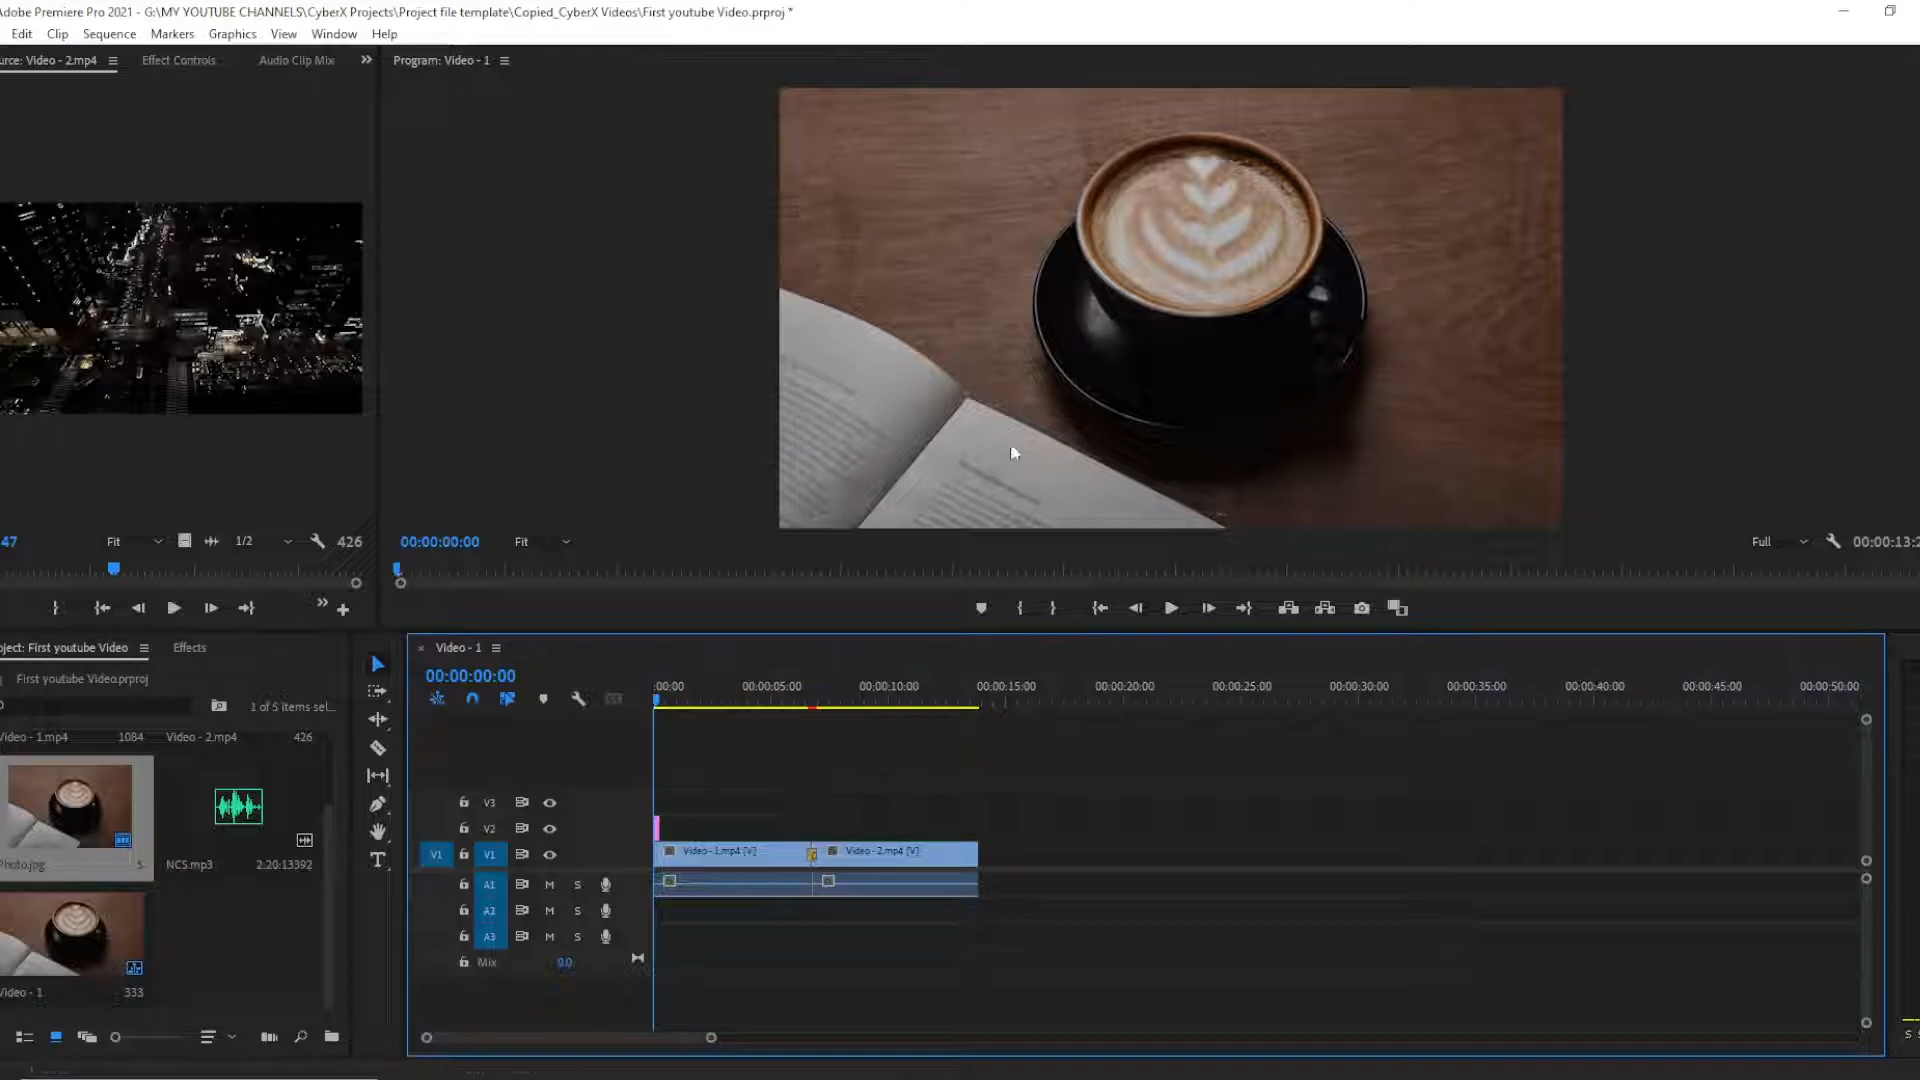 Adobe Premiere Pro 2021 - G:\MY YOUTUBE CHANNELS\CyberX Projects\Project file template\Copied_CyberX Videos\First youtube Video.prproj *
Edit Clip Sequence Markers Graphics View Window Help
urce: Video - 2.mp4 Effect Controls Audio Clip Mix
Program: Video - 1
47 Fit 1/2 426
00:00:00:00 Fit Full 00:00:13:2
oject: First youtube Video Effects
First youtube Video.prproj
1 of 5 items sel...
Video - 1.mp4 1084 Video - 2.mp4 426
Photo.jpg 5
NCS.mp3 2:20:13392
Video - 1 333
Video - 1
00:00:00:00
:00:00 00:00:05:00 00:00:10:00 00:00:15:00 00:00:20:00 00:00:25:00 00:00:30:00 00:00:35:00 00:00:40:00 00:00:45:00 00:00:50:00
V3
V2
V1 V1 Video - 1.mp4 [V] Video - 2.mp4 [V]
A1 M S
A2 M S
A3 M S
Mix 0.0
S S